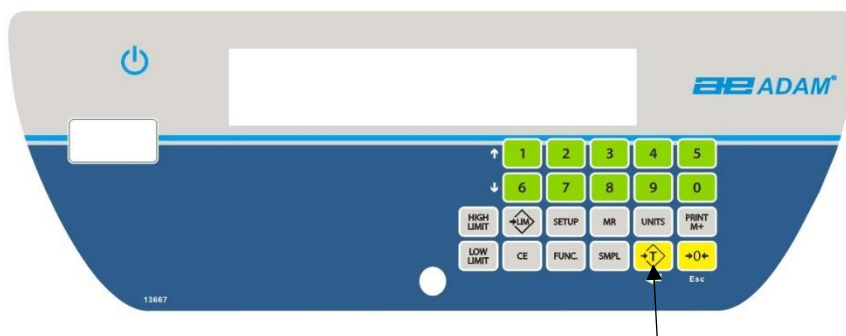 ae ADAM®
1 2 3 4 5
6 7 8 9 0
HIGH LIMIT LIM SETUP MR UNITS PRINT M+
LOW LIMIT CE FUNC. SMPL T 0
Esc
13667